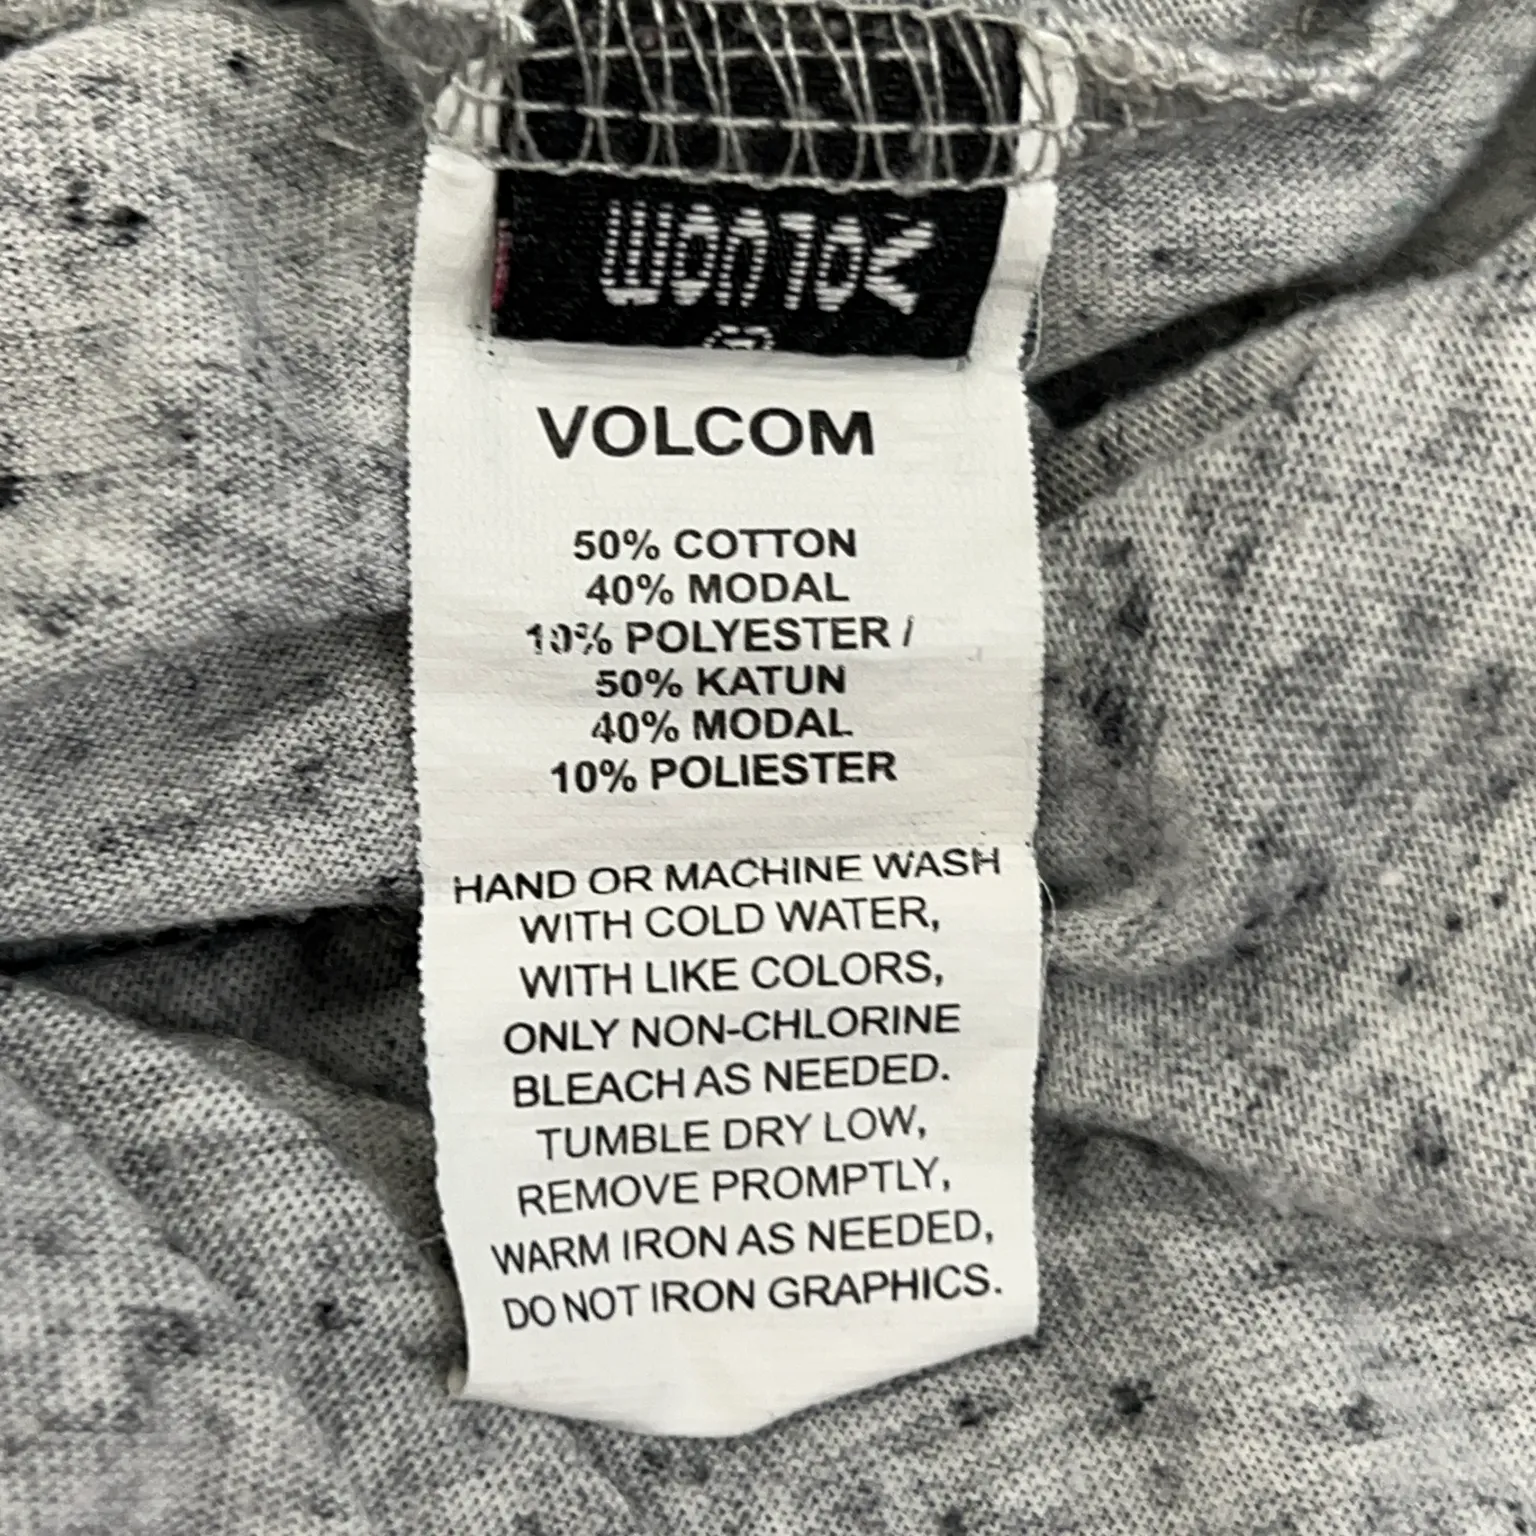 VOLCOM
VOLCOM
50% COTTON
40% MODAL
10% POLYESTER /
50% KATUN
40% MODAL
10% POLIESTER
HAND OR MACHINE WASH
WITH COLD WATER,
WITH LIKE COLORS,
ONLY NON-CHLORINE
BLEACH AS NEEDED.
TUMBLE DRY LOW,
REMOVE PROMPTLY,
WARM IRON AS NEEDED,
DO NOT IRON GRAPHICS.